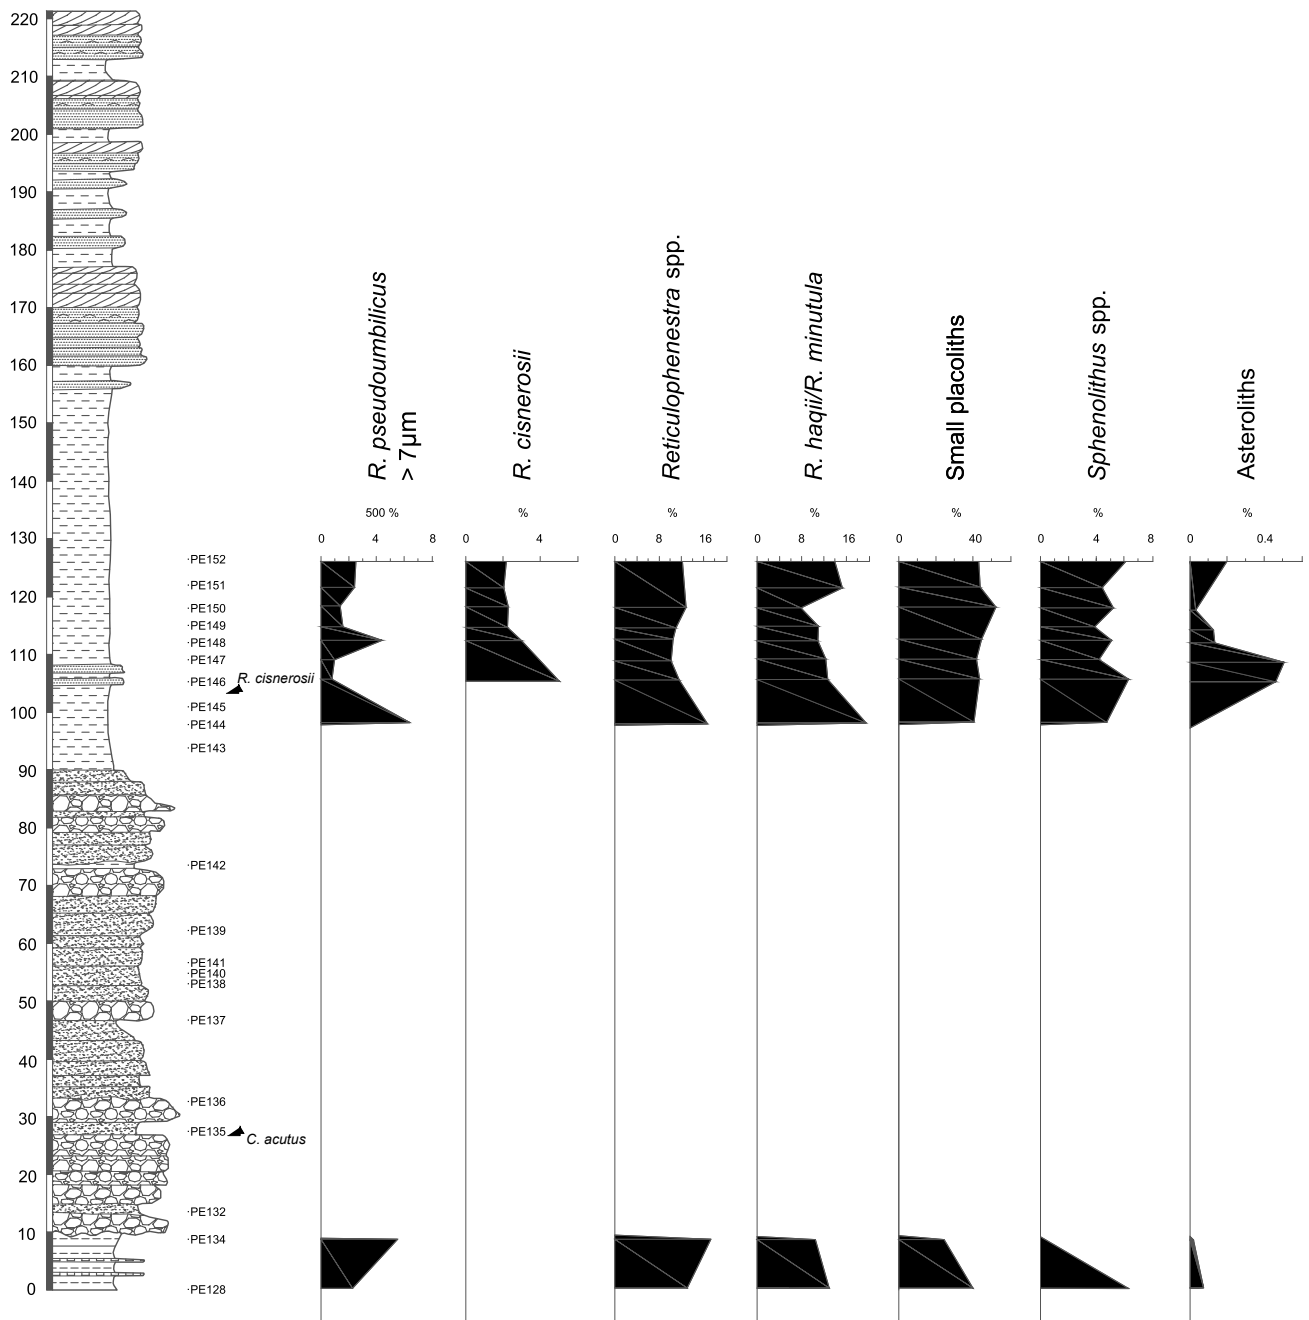 220
210
200
190
180
170
160
150
140
130
120
110
100
90
80
70
60
50
40
30
20
10
0
PE152
PE151
PE150
PE149
PE148
PE147
PE146
PE145
PE144
PE143
PE142
PE139
PE141
PE140
PE138
PE137
PE136
PE135
PE132
PE134
PE128
R. cisnerosii
C. acutus
R. pseudoumbilicus
> 7µm
R. cisnerosii
Reticulophenestra spp.
R. haqii/R. minutula
Small placoliths
Sphenolithus spp.
Asteroliths
500 %
%
%
%
%
%
%
0 4 8
0 4
0 8 16
0 8 16
0 40
0 4 8
0 0.4